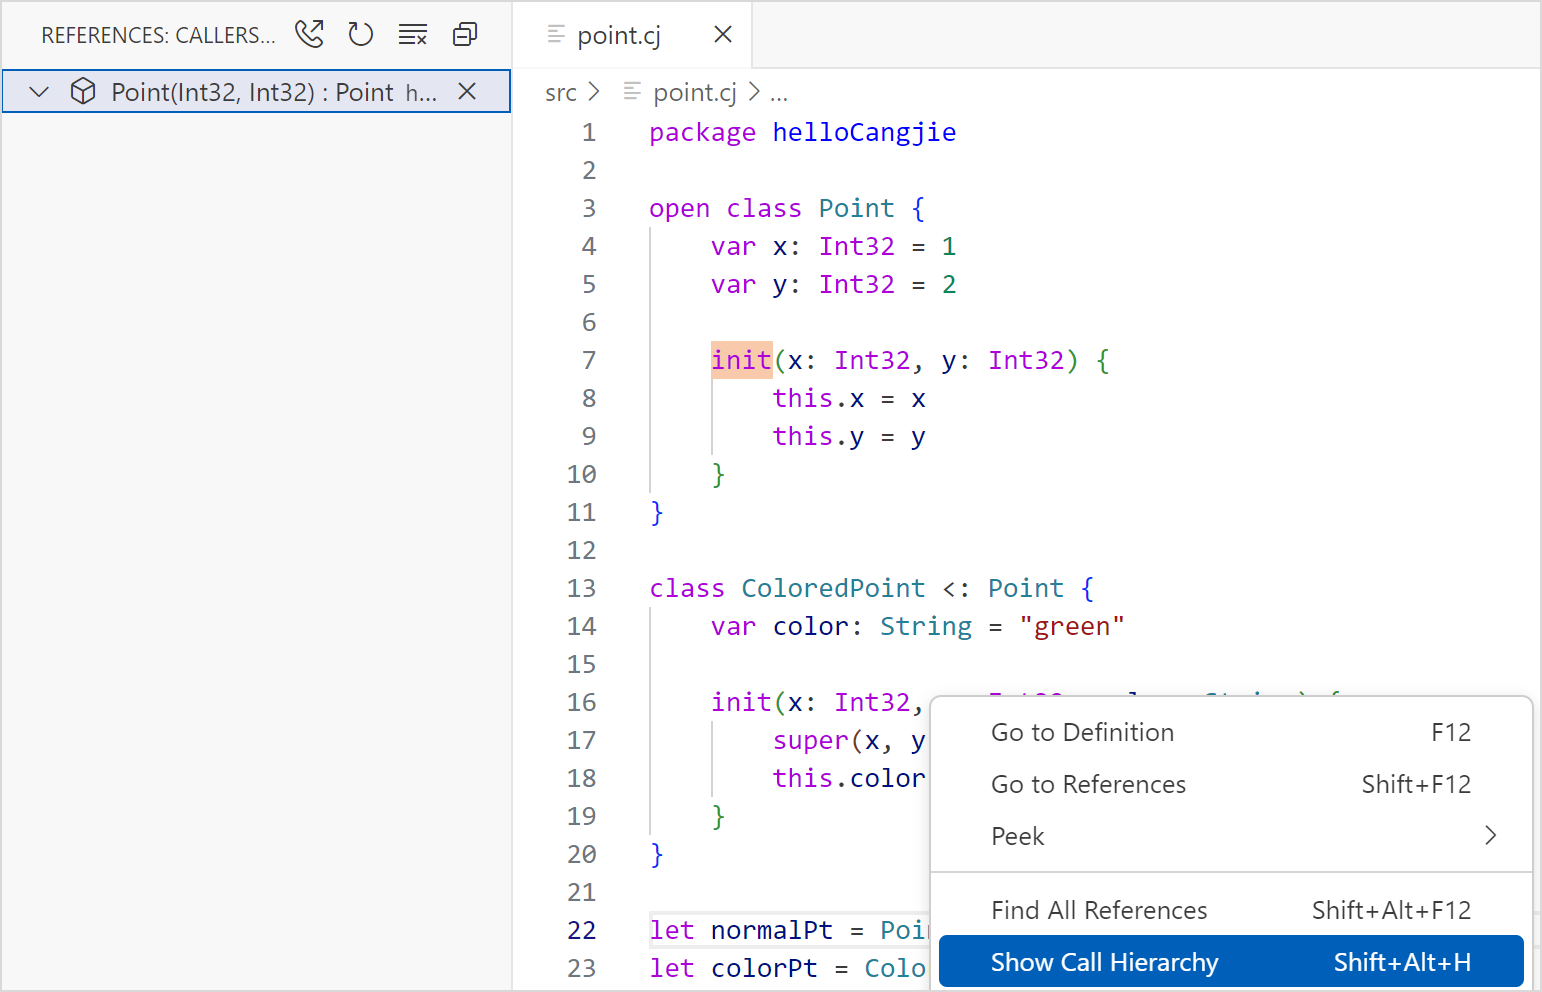 REFERENCES: CALLERS...
Point(Int32, Int32) : Point h...
point.cj
src > point.cj > ...
1 package helloCangjie
2
3 open class Point {
4 var x: Int32 = 1
5 var y: Int32 = 2
6
7 init(x: Int32, y: Int32) {
8 this.x = x
9 this.y = y
10 }
11 }
12
13 class ColoredPoint <: Point {
14 var color: String = "green"
15
16 init(x: Int32,
17 super(x, y
18 this.color
19 }
20 }
21
22 let normalPt = Poi
23 let colorPt = Colo
Go to Definition F12
Go to References Shift+F12
Peek
Find All References Shift+Alt+F12
Show Call Hierarchy Shift+Alt+H